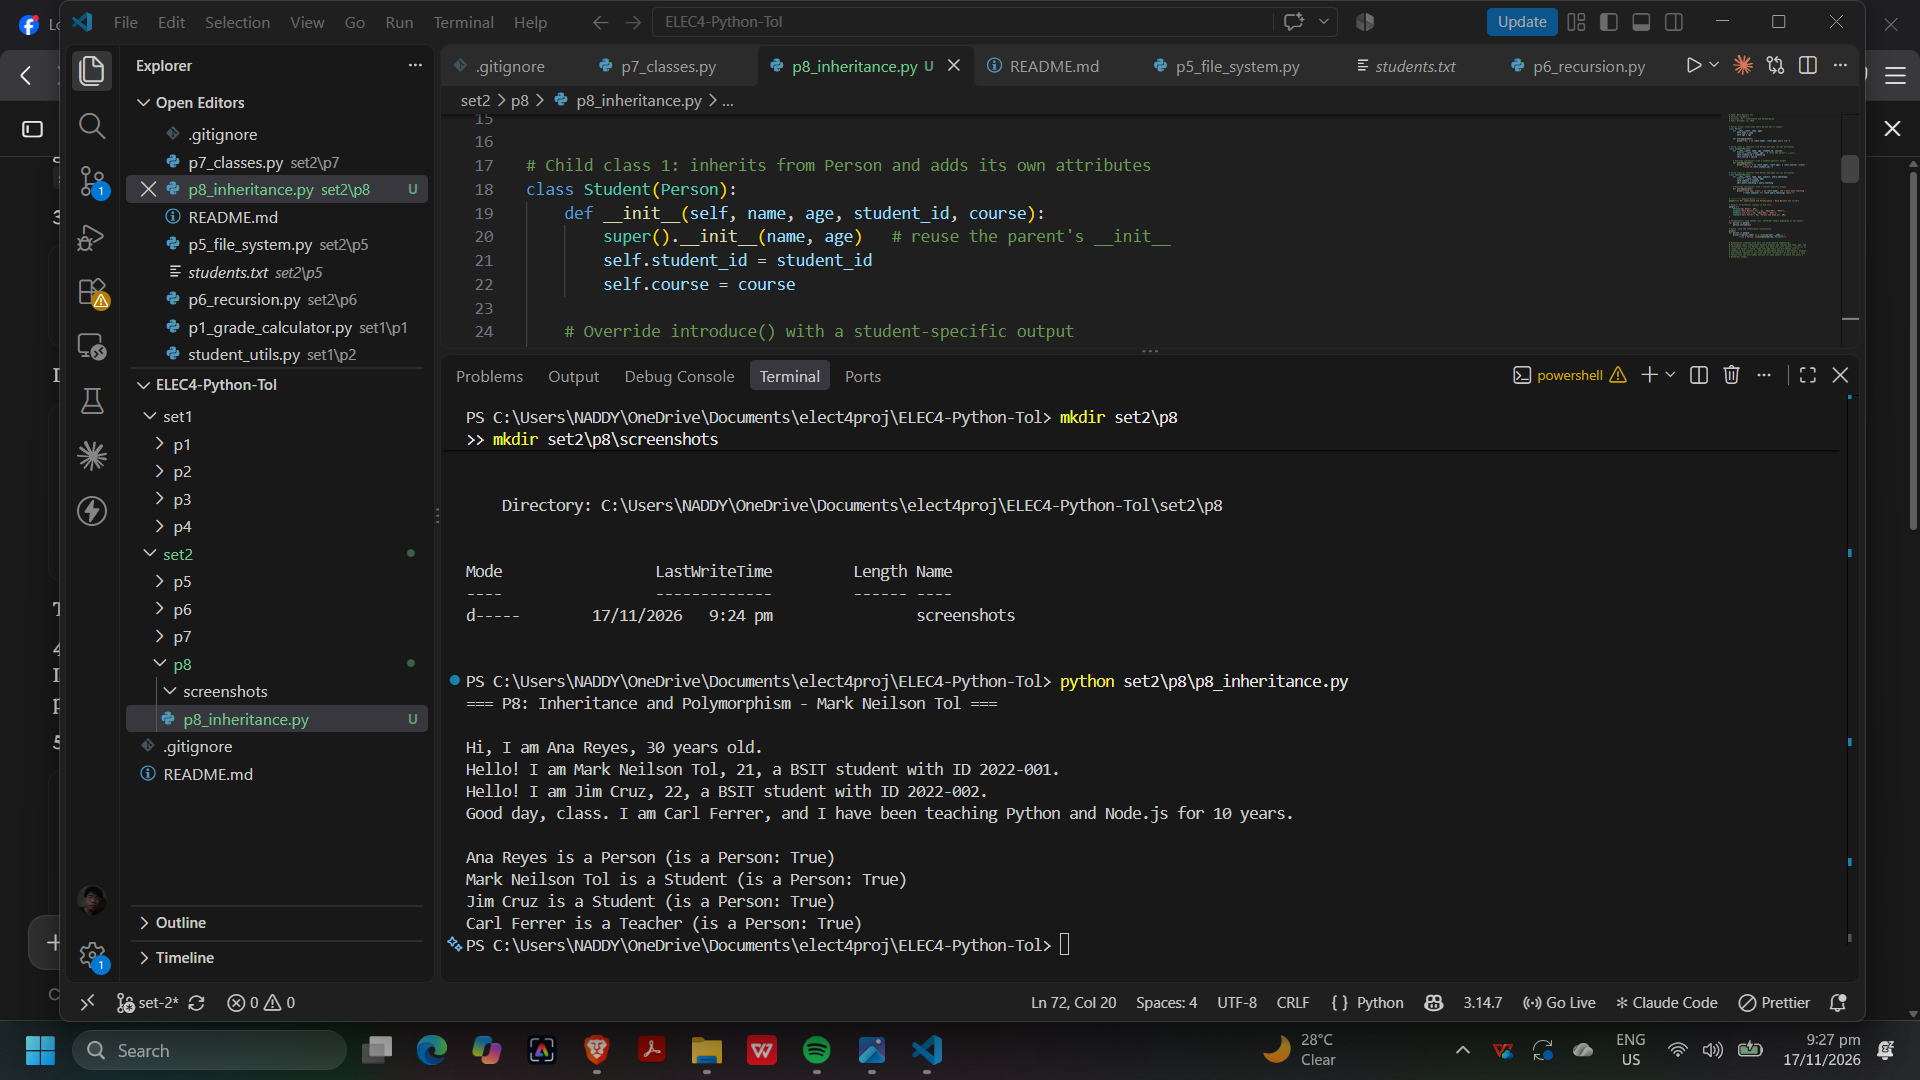 File Edit Selection View Go Run Terminal Help
ELEC4-Python-Tol
Update
Explorer
Open Editors
.gitignore
p7_classes.py set2\p7
p8_inheritance.py set2\p8 U
README.md
p5_file_system.py set2\p5
students.txt set2\p5
p6_recursion.py set2\p6
p1_grade_calculator.py set1\p1
student_utils.py set1\p2
ELEC4-Python-Tol
set1
p1
p2
p3
p4
set2
p5
p6
p7
p8
screenshots
p8_inheritance.py U
.gitignore
README.md
Outline
Timeline
.gitignore p7_classes.py p8_inheritance.py U README.md p5_file_system.py students.txt p6_recursion.py
set2 > p8 > p8_inheritance.py > ...
15
16
17 # Child class 1: inherits from Person and adds its own attributes
18 class Student(Person):
19 def __init__(self, name, age, student_id, course):
20 super().__init__(name, age) # reuse the parent's __init__
21 self.student_id = student_id
22 self.course = course
23
24 # Override introduce() with a student-specific output
Problems Output Debug Console Terminal Ports
powershell
PS C:\Users\NADDY\OneDrive\Documents\elect4proj\ELEC4-Python-Tol> mkdir set2\p8
>> mkdir set2\p8\screenshots
Directory: C:\Users\NADDY\OneDrive\Documents\elect4proj\ELEC4-Python-Tol\set2\p8
Mode LastWriteTime Length Name
---- ------------- ------ ----
d----- 17/11/2026 9:24 pm screenshots
PS C:\Users\NADDY\OneDrive\Documents\elect4proj\ELEC4-Python-Tol> python set2\p8\p8_inheritance.py
=== P8: Inheritance and Polymorphism - Mark Neilson Tol ===
Hi, I am Ana Reyes, 30 years old.
Hello! I am Mark Neilson Tol, 21, a BSIT student with ID 2022-001.
Hello! I am Jim Cruz, 22, a BSIT student with ID 2022-002.
Good day, class. I am Carl Ferrer, and I have been teaching Python and Node.js for 10 years.
Ana Reyes is a Person (is a Person: True)
Mark Neilson Tol is a Student (is a Person: True)
Jim Cruz is a Student (is a Person: True)
Carl Ferrer is a Teacher (is a Person: True)
PS C:\Users\NADDY\OneDrive\Documents\elect4proj\ELEC4-Python-Tol>
set-2* 0 0
Ln 72, Col 20 Spaces: 4 UTF-8 CRLF { } Python 3.14.7 Go Live Claude Code Prettier
Search
28°C
Clear
ENG
US
9:27 pm
17/11/2026